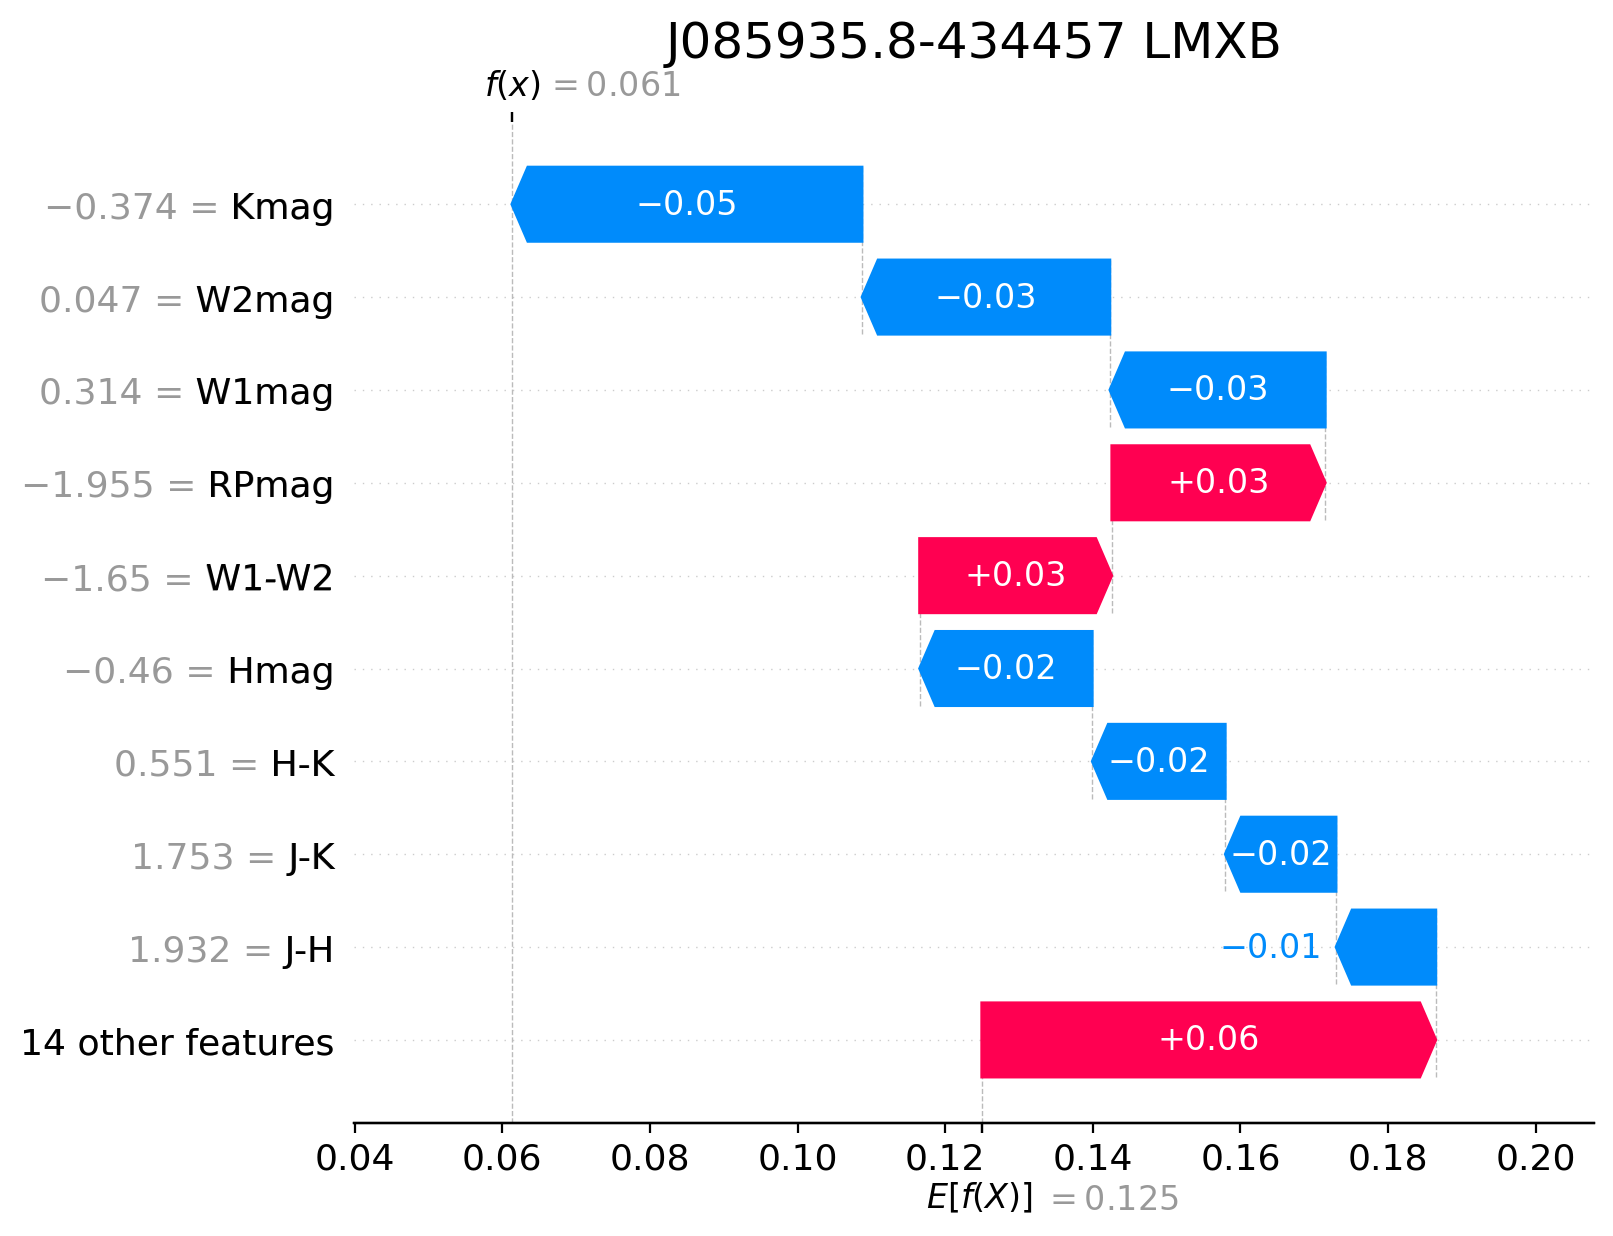 J085935.8-434457 LMXB
f(x) = 0.061
−0.374 = Kmag
−0.05
0.047 = W2mag
−0.03
0.314 = W1mag
−0.03
−1.955 = RPmag
+0.03
−1.65 = W1-W2
+0.03
−0.46 = Hmag
−0.02
0.551 = H-K
−0.02
1.753 = J-K
−0.02
1.932 = J-H
−0.01
14 other features
+0.06
0.04 0.06 0.08 0.10 0.12 0.14 0.16 0.18 0.20
E[f(X)] = 0.125